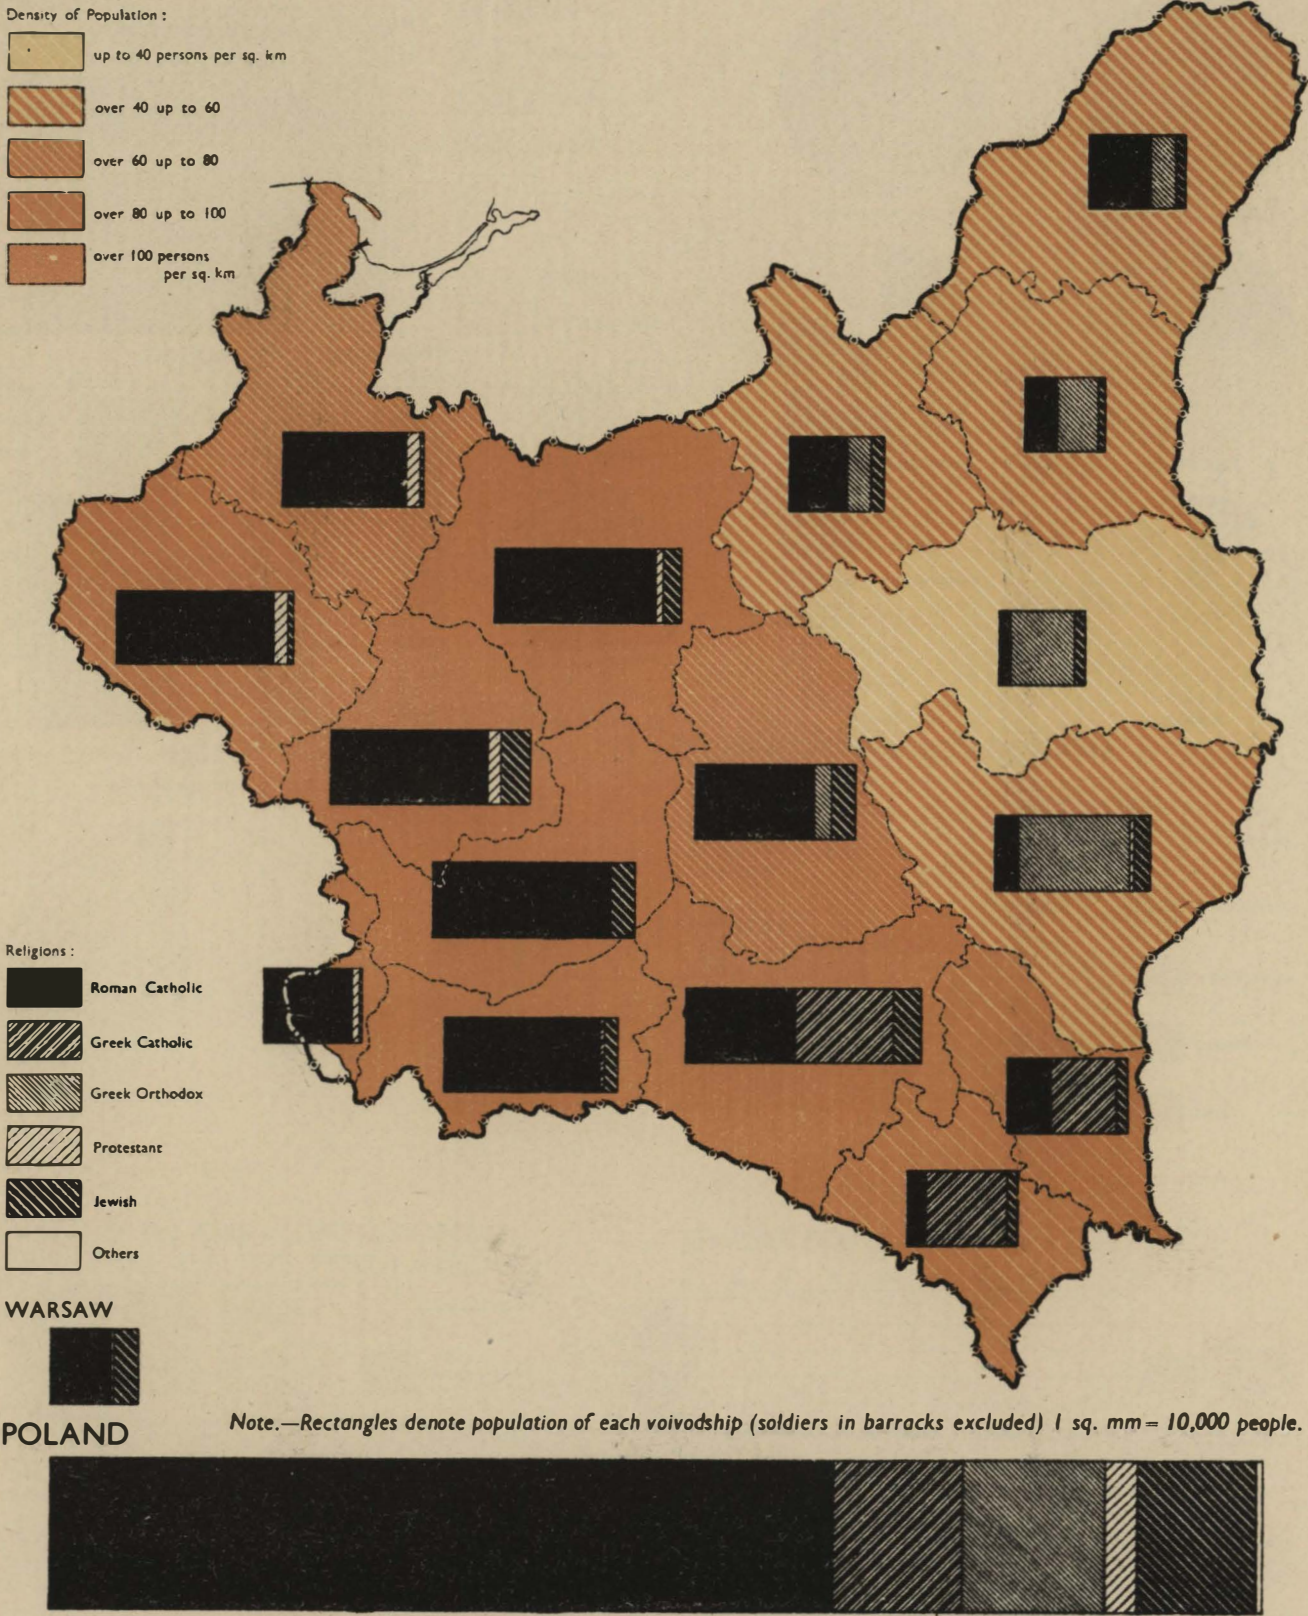 Density of Population :
up to 40 persons per sq. km
over 40 up to 60
over 60 up to 80
over 80 up to 100
over 100 persons
per sq. km
Religions :
Roman Catholic
Greek Catholic
Greek Orthodox
Protestant
Jewish
Others
WARSAW
POLAND
Note.—Rectangles denote population of each voivodship (soldiers in barracks excluded) 1 sq. mm = 10,000 people.